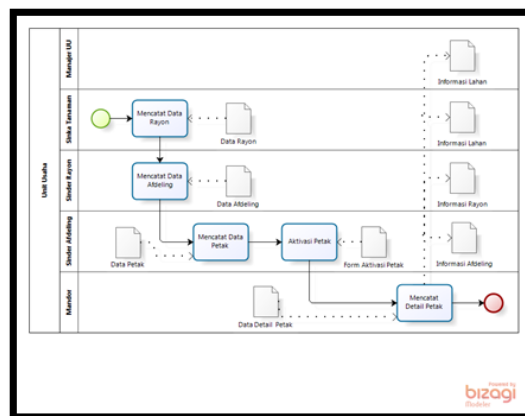 Unit Usaha
Manajer UU
Informasi Lahan
Sinka Tanaman
Mencatat Data
Rayon
Data Rayon
Informasi Lahan
Sinder Rayon
Mencatat Data
Afdeling
Data Afdeling
Informasi Rayon
Sinder Afdeling
Data Petak
Mencatat Data
Petak
Aktivasi Petak
Form Aktivasi Petak
Informasi Afdeling
Mandor
Data Detail Petak
Mencatat
Detail Petak
Powered by
bizagi
Modeler